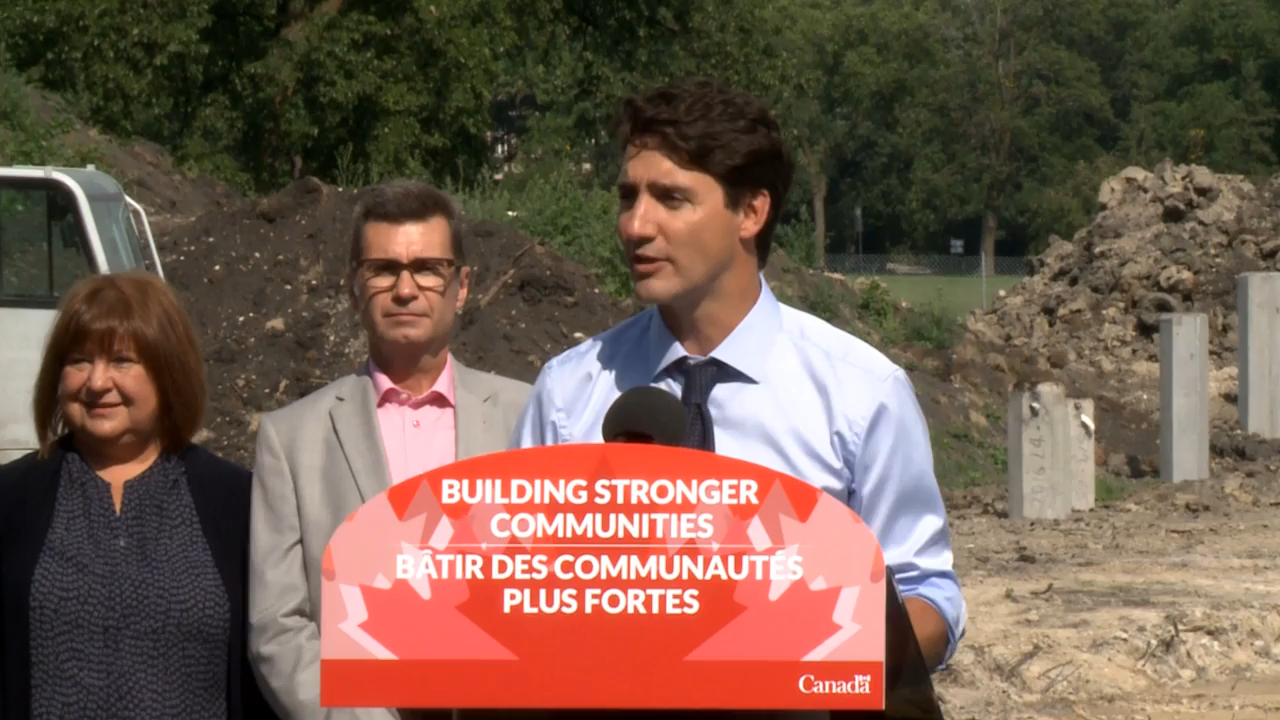 BUILDING STRONGER
COMMUNITIES
BÂTIR DES COMMUNAUTÉS
PLUS FORTES
Canada